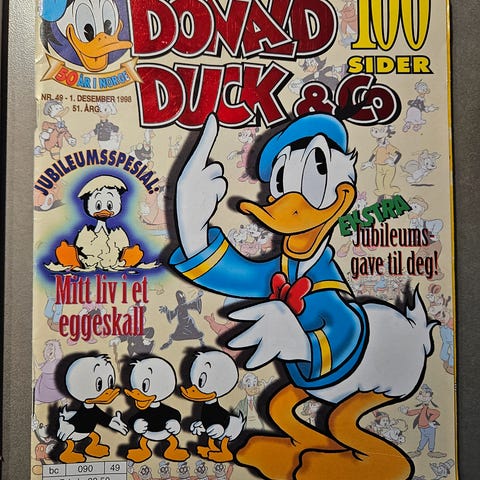 DONALD
DUCK & Co
100
SIDER
50 ÅR I NORGE
NR. 49 - 1. DESEMBER 1998
51. ÅRG.
JUBILEUMSSPESIAL:
Mitt liv i et
eggeskall
EKSTRA
Jubileums-
gave til deg!
bc 090 49